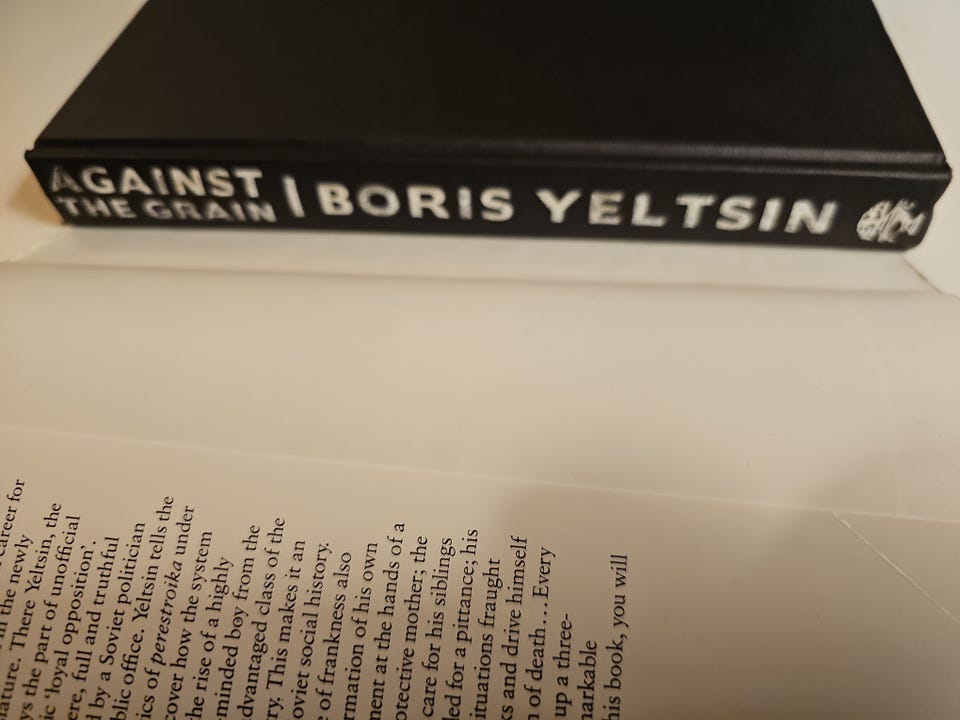 AGAINST
THE GRAIN
BORIS YELTSIN
career for
in the newly
ature. There Yeltsin, the
ys the part of unofficial
ic 'loyal opposition'.
ere, full and truthful
d by a Soviet politician
blic office. Yeltsin tells the
ics of perestroika under
cover how the system
he rise of a highly
minded boy from the
dvantaged class of the
ry. This makes it an
oviet social history.
e of frankness also
rmation of his own
ment at the hands of a
otective mother; the
care for his siblings
led for a pittance; his
ituations fraught
ks and drive himself
n of death…Every
up a three-
markable
his book, you will